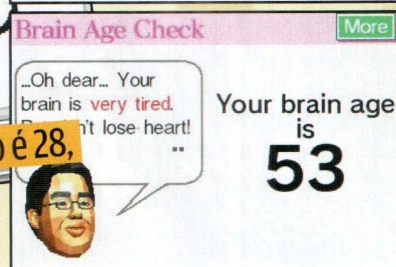 Brain Age Check
More
...Oh dear... Your
brain is very tired.
't lose heart!
Your brain age
is
53
é 28,